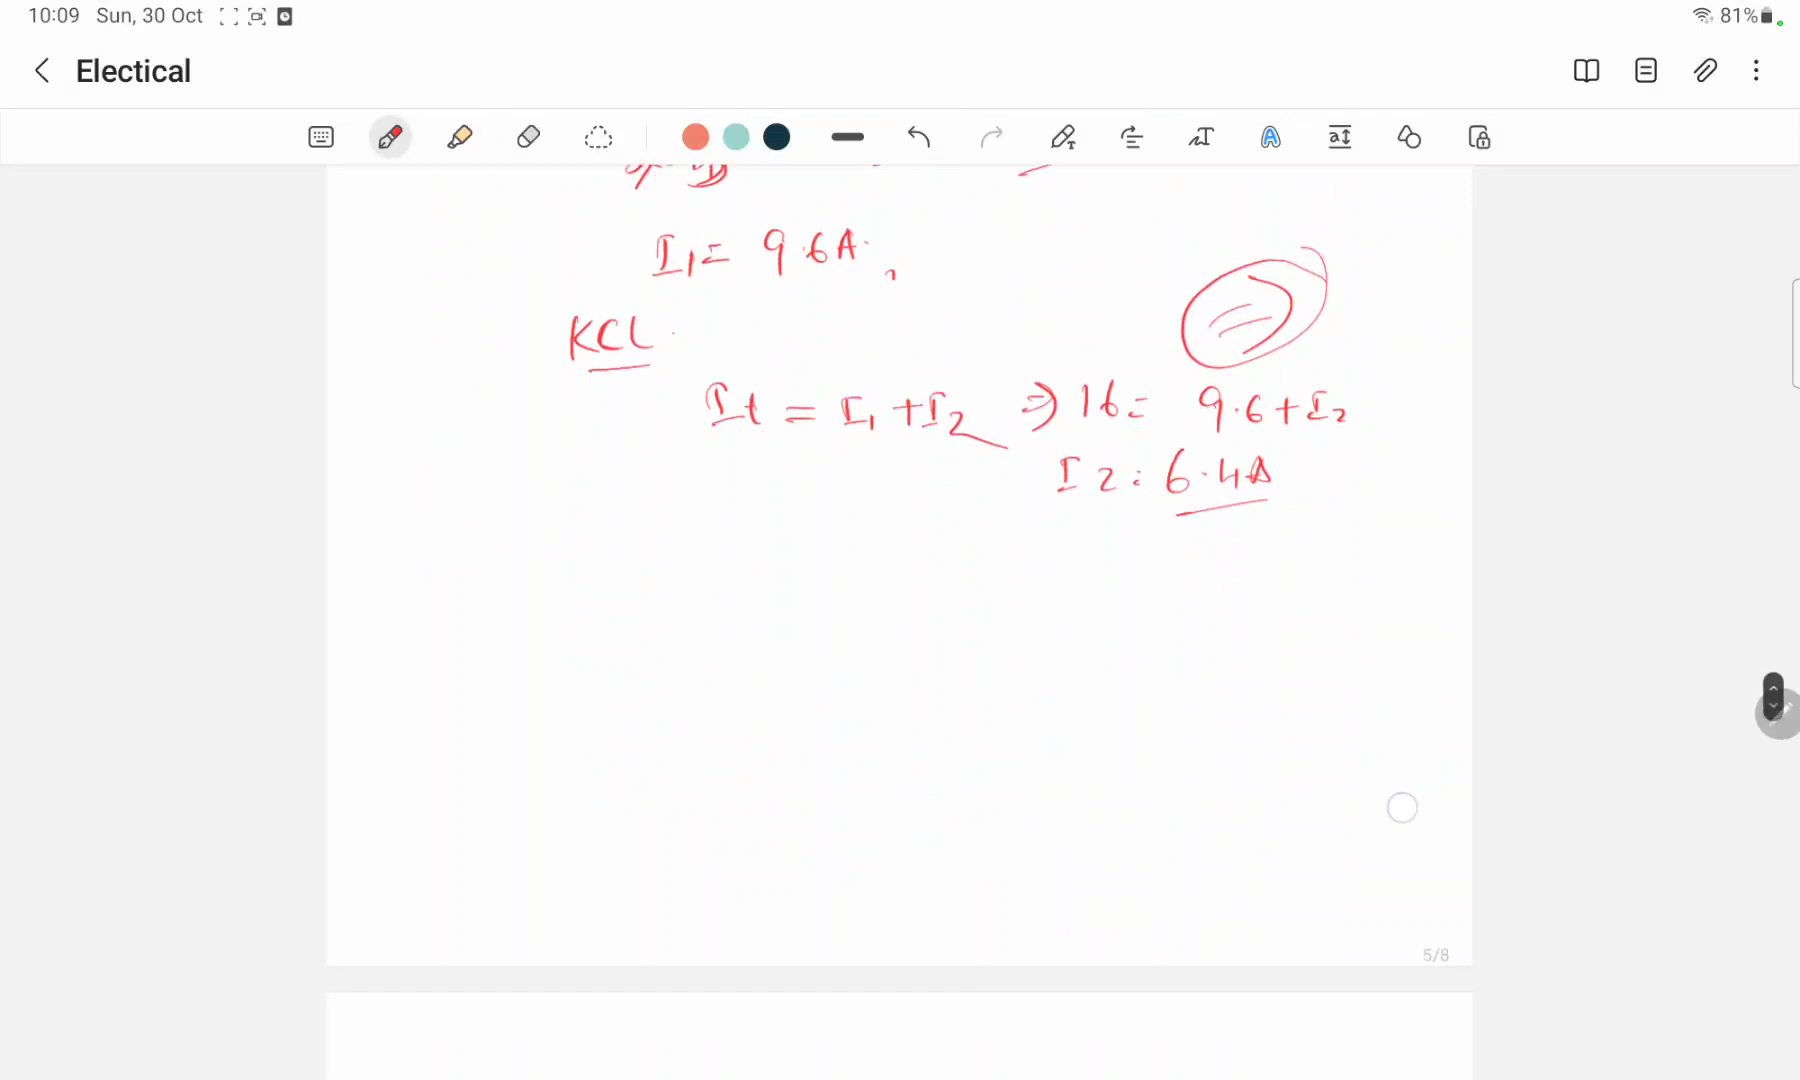 10:09 Sun, 30 Oct 81%
Electical
I1 = 9.6A.
KCL
It = I1 + I2 ⇒ 16 = 9.6 + I2
I2 : 6.4A
5/8